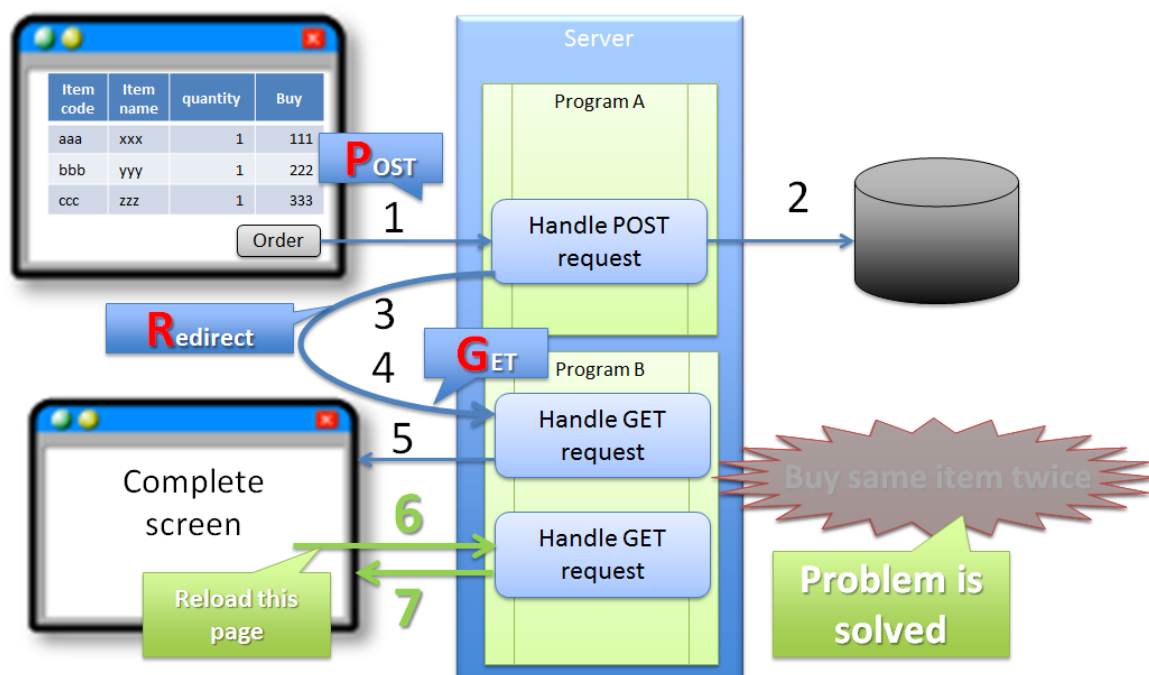 Server
Item code
Item name
quantity
Buy
aaa xxx 1 111
bbb yyy 1 222
ccc zzz 1 333
Order
POST
1
Program A
Handle POST
request
2
Redirect
3
4
GET
Program B
Handle GET
request
5
Complete
screen
Buy same item twice
6
Handle GET
request
7
Reload this
page
Problem is
solved